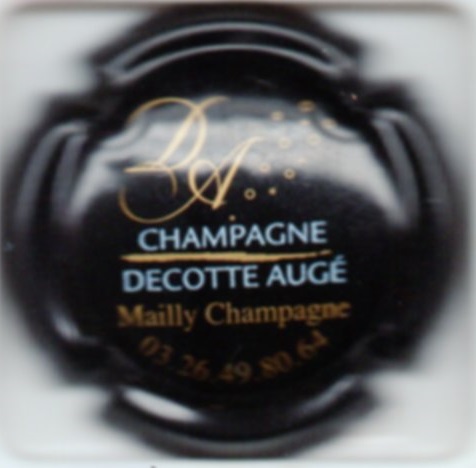 DA
CHAMPAGNE
DECOTTE AUGÉ
Mailly Champagne
03.26.49.80.64